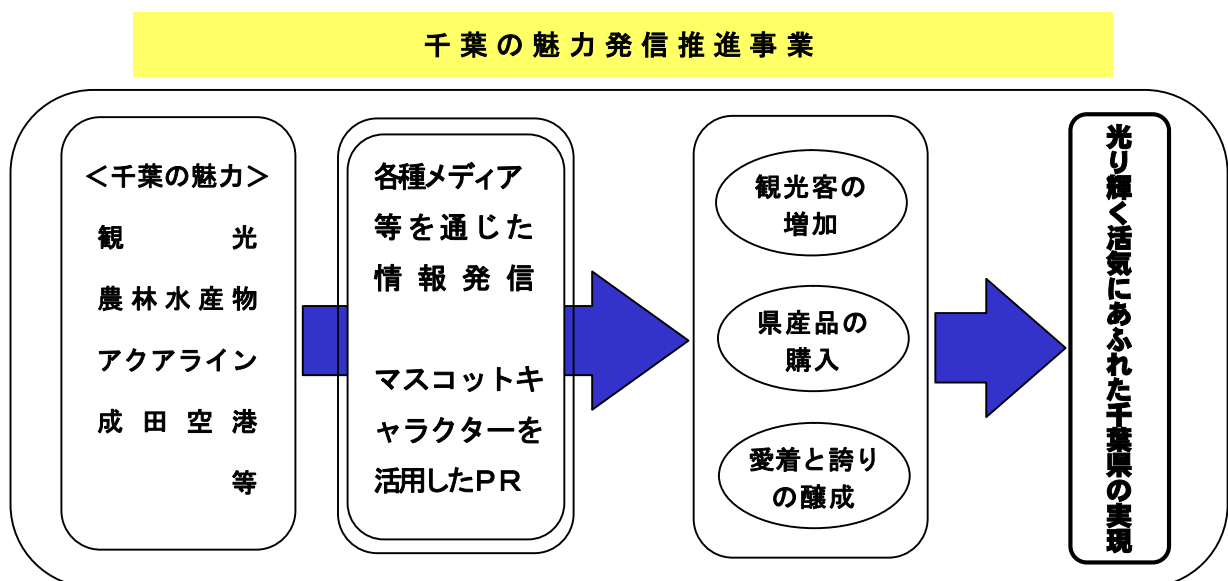 千葉の魅力発信推進事業
＜千葉の魅力＞
観光
農林水産物
アクアライン
成田空港
等
各種メディア
等を通じた
情報発信
マスコットキ
ャラクターを
活用したＰＲ
観光客の
増加
県産品の
購入
愛着と誇り
の醸成
光り輝く活気にあふれた千葉県の実現